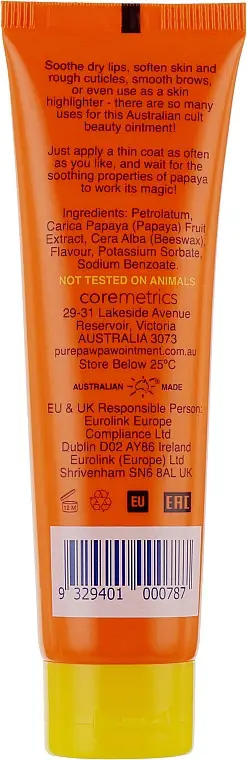 Soothe dry lips, soften skin and
rough cuticles, smooth brows,
or even use as a skin
highlighter - there are so many
uses for this Australian cult
beauty ointment!
Just apply a thin coat as often
as you like, and wait for the
soothing properties of papaya
to work its magic!
Ingredients: Petrolatum,
Carica Papaya (Papaya) Fruit
Extract, Cera Alba (Beeswax),
Flavour, Potassium Sorbate,
Sodium Benzoate.
NOT TESTED ON ANIMALS
coremetrics
29-31 Lakeside Avenue
Reservoir, Victoria
AUSTRALIA 3073
purepawpawointment.com.au
Store Below 25°C
AUSTRALIAN MADE
EU & UK Responsible Person:
Eurolink Europe
Compliance Ltd
Dublin D02 AY86 Ireland
Eurolink (Europe) Ltd
Shrivenham SN6 8AL UK
12 M EU EAC
9 329401 000787